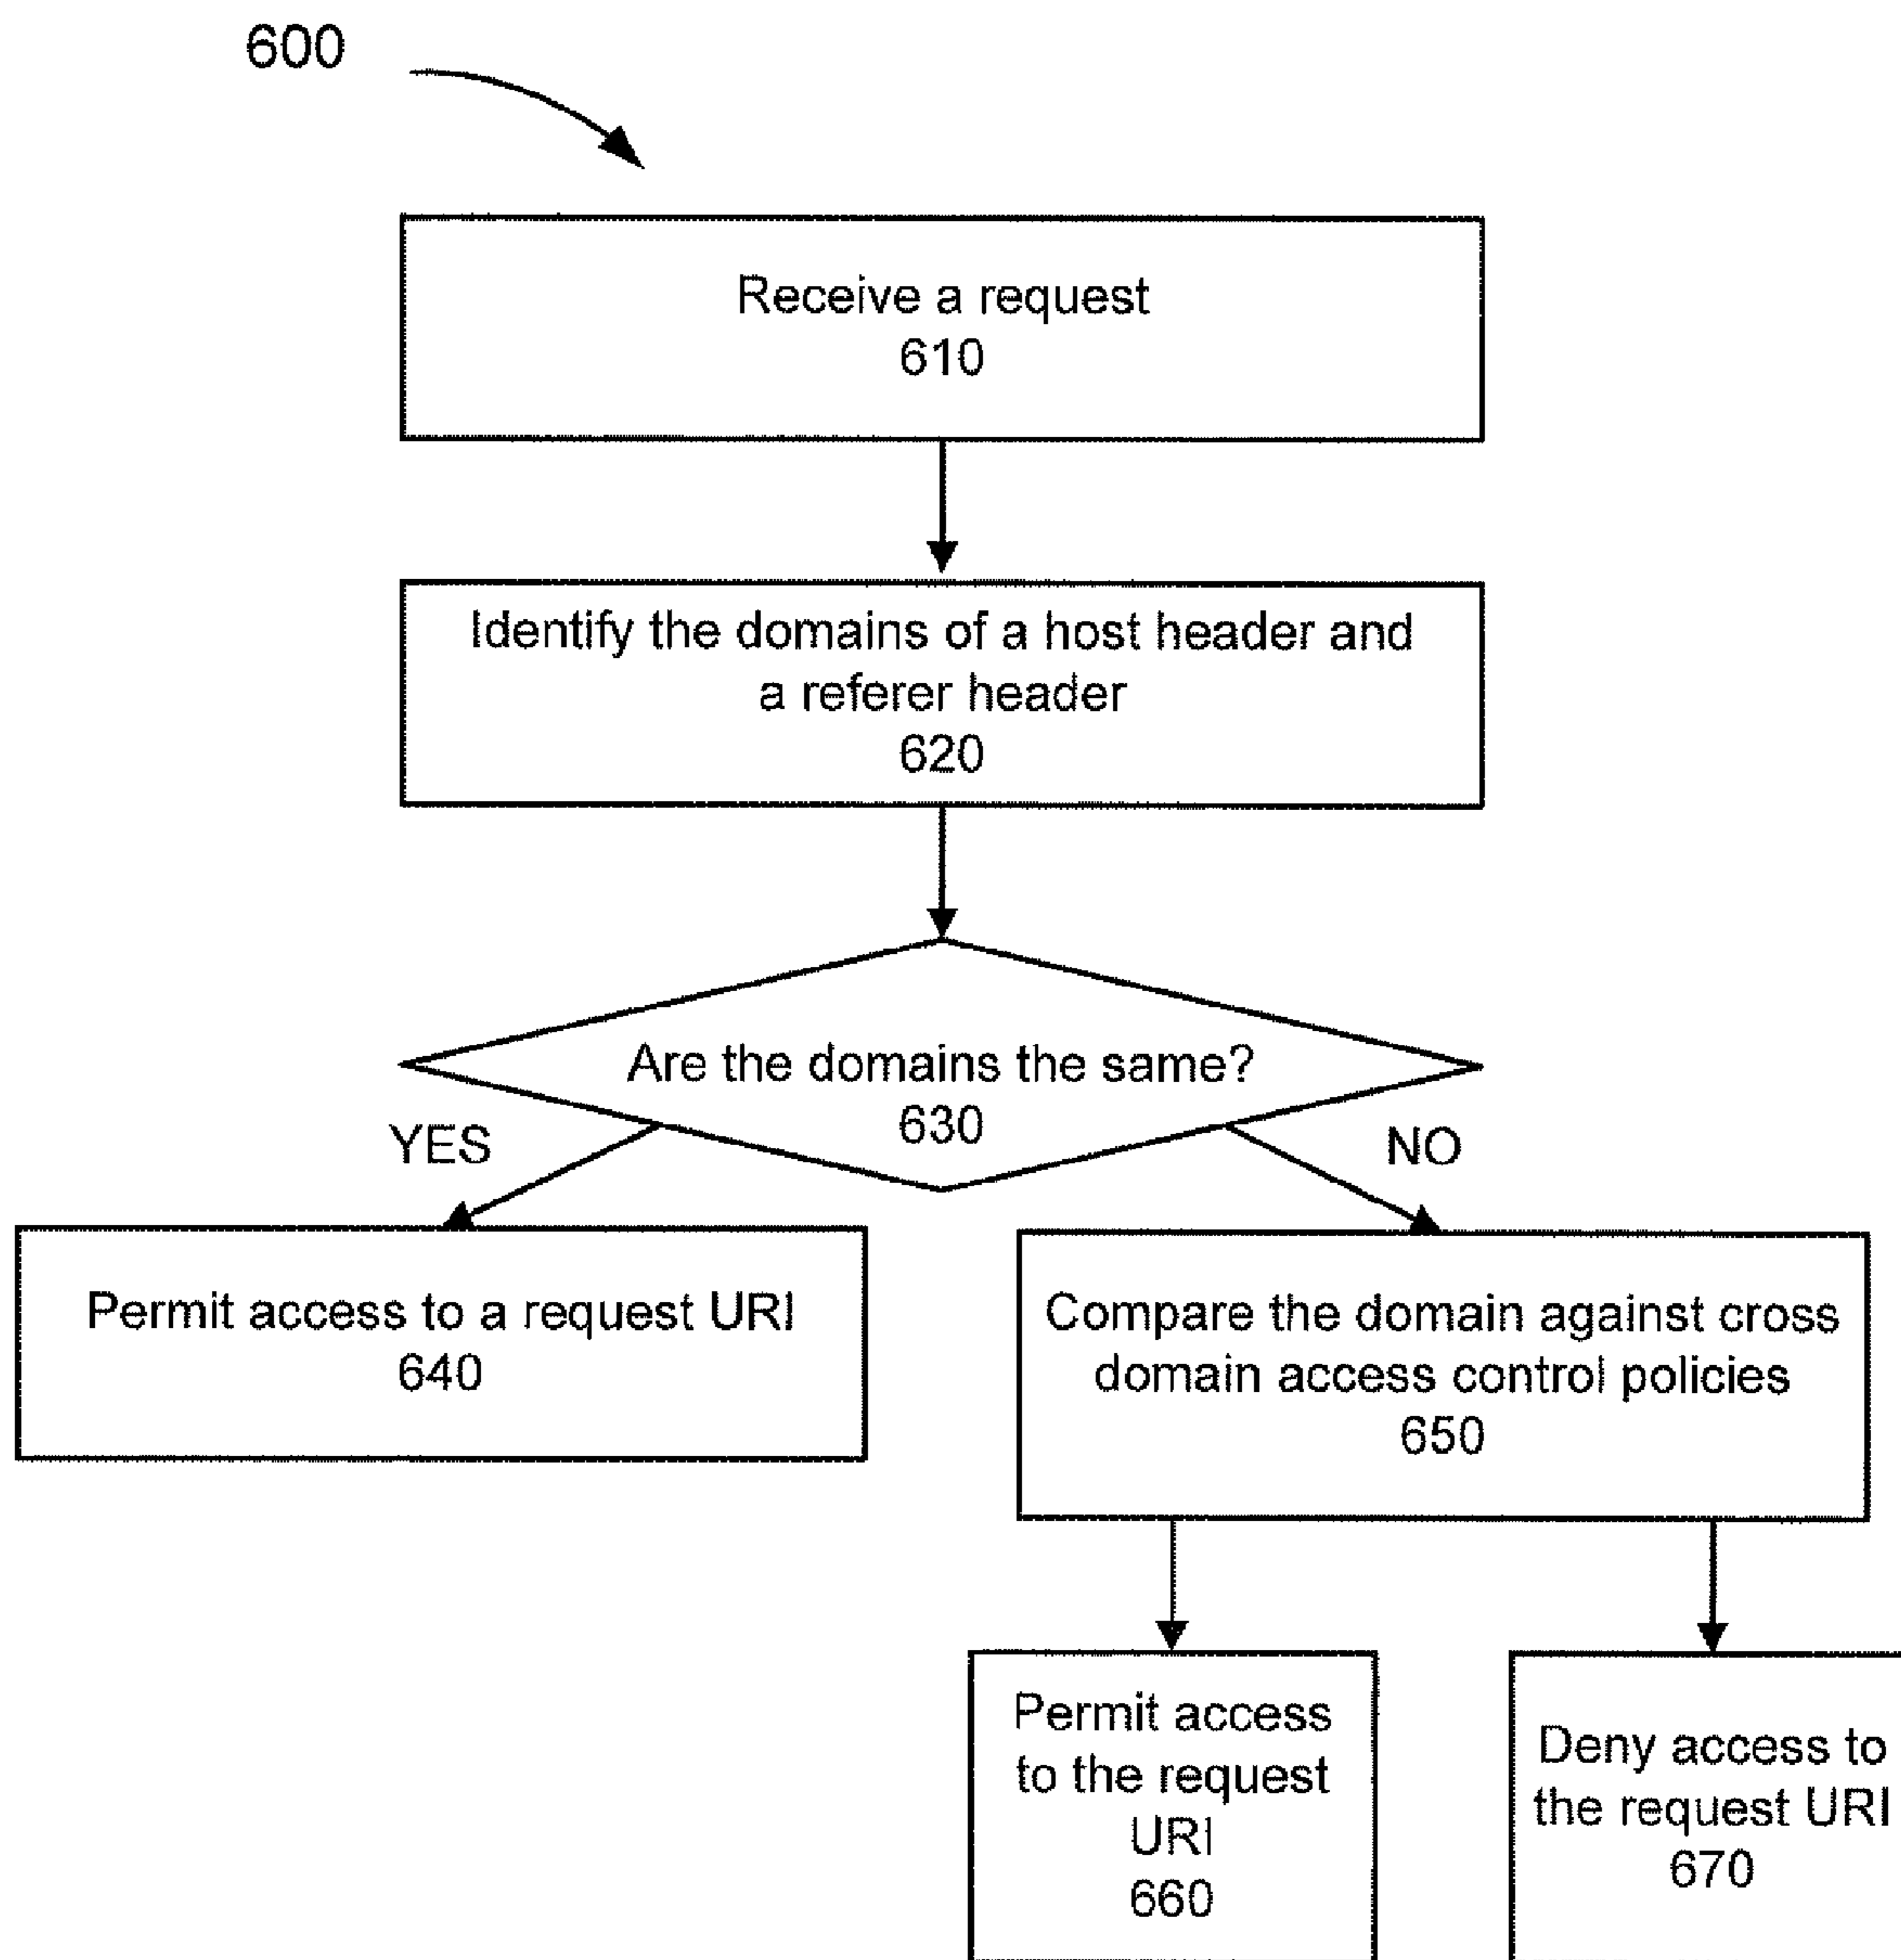 600
Receive a request
610
Identify the domains of a host header and
a referer header
620
Are the domains the same?
630
YES
NO
Permit access to a request URI
640
Compare the domain against cross
domain access control policies
650
Permit access
to the request
URI
660
Deny access to
the request URI
670